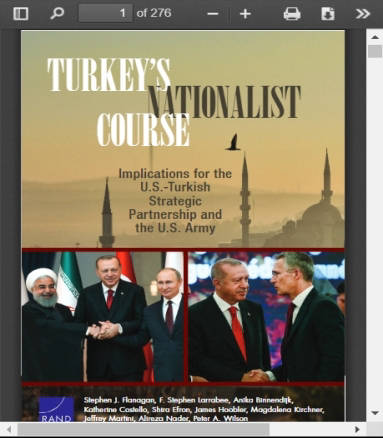 1 of 276
TURKEY'S
NATIONALIST
COURSE
Implications for the
U.S.-Turkish
Strategic
Partnership and
the U.S. Army
RAND
Stephen J. Flanagan, F. Stephen Larrabee, Anika Binnendijk,
Katherine Costello, Shira Efron, James Hoobler, Magdalena Kirchner,
Jeffrey Martini, Alireza Nader, Peter A. Wilson